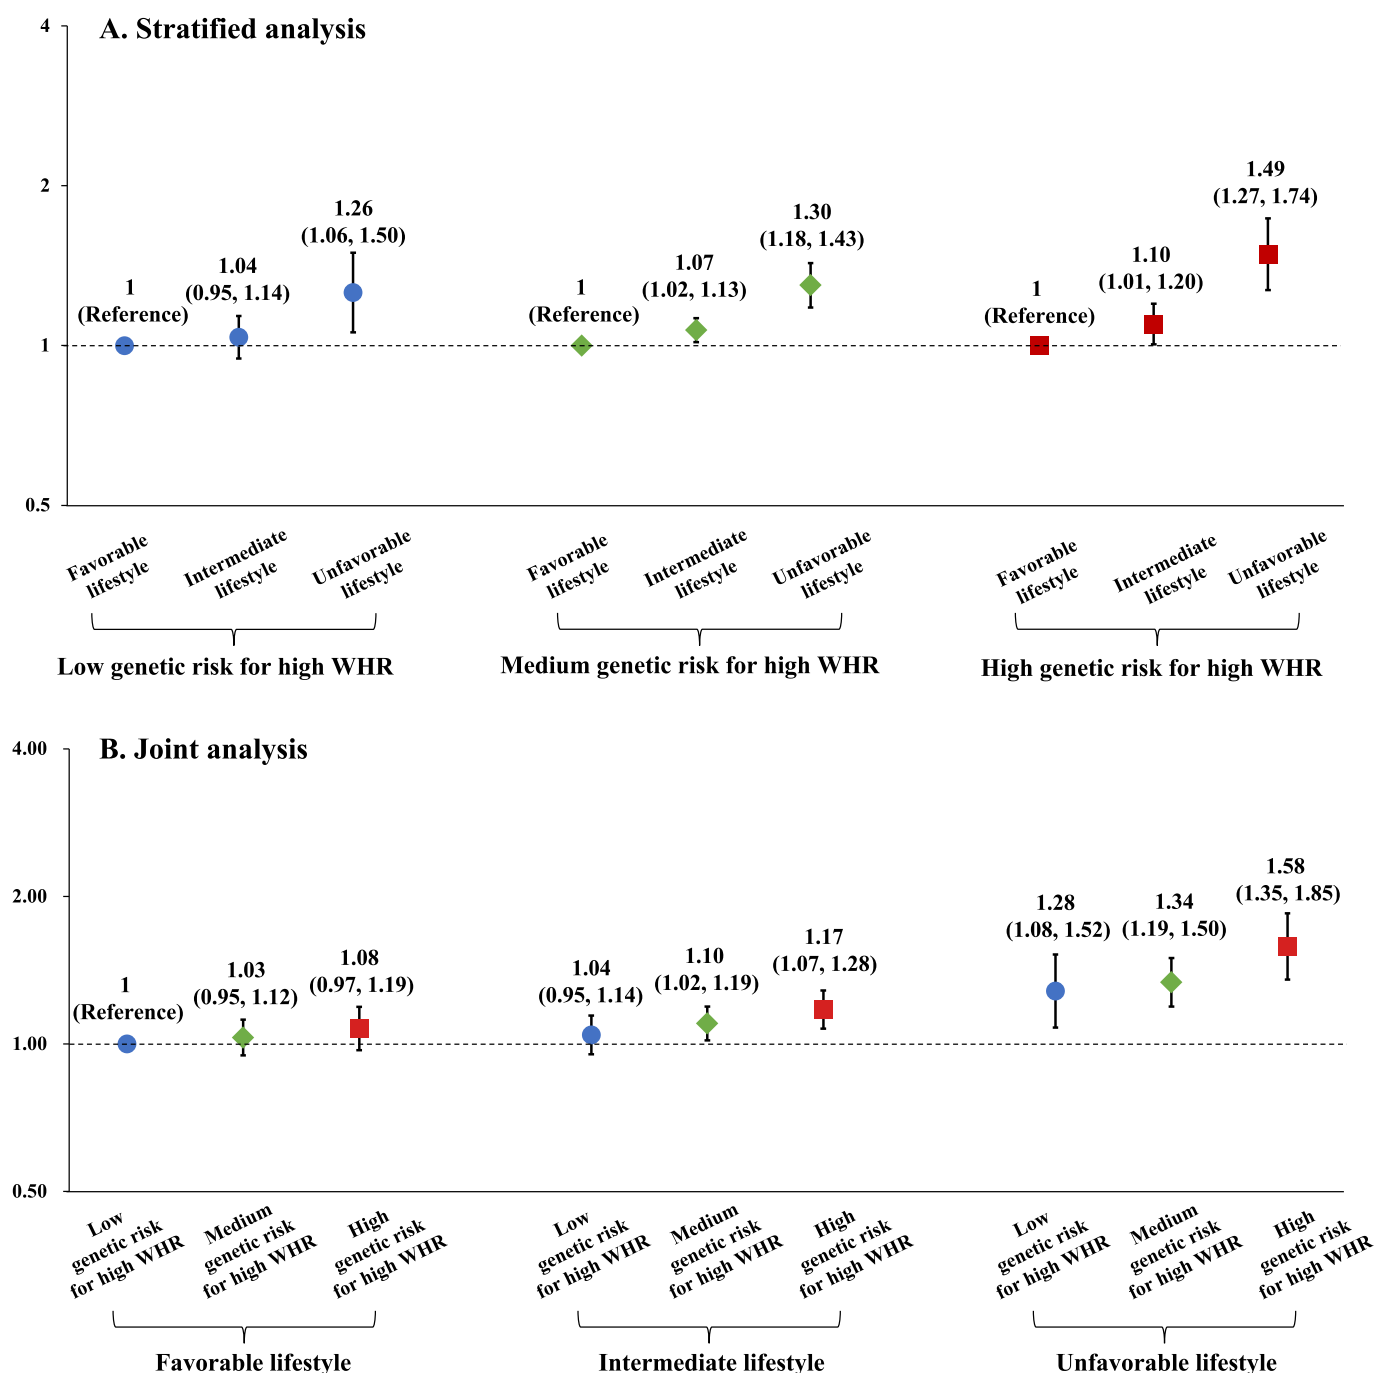 A. Stratified analysis
4
2
1
0.5
1
(Reference)
1.04
(0.95, 1.14)
1.26
(1.06, 1.50)
1
(Reference)
1.07
(1.02, 1.13)
1.30
(1.18, 1.43)
1
(Reference)
1.10
(1.01, 1.20)
1.49
(1.27, 1.74)
Favorable
lifestyle
Intermediate
lifestyle
Unfavorable
lifestyle
Favorable
lifestyle
Intermediate
lifestyle
Unfavorable
lifestyle
Favorable
lifestyle
Intermediate
lifestyle
Unfavorable
lifestyle
Low genetic risk for high WHR
Medium genetic risk for high WHR
High genetic risk for high WHR
B. Joint analysis
4.00
2.00
1.00
0.50
1
(Reference)
1.03
(0.95, 1.12)
1.08
(0.97, 1.19)
1.04
(0.95, 1.14)
1.10
(1.02, 1.19)
1.17
(1.07, 1.28)
1.28
(1.08, 1.52)
1.34
(1.19, 1.50)
1.58
(1.35, 1.85)
Low
genetic risk
for high WHR
Medium
genetic risk
for high WHR
High
genetic risk
for high WHR
Low
genetic risk
for high WHR
Medium
genetic risk
for high WHR
High
genetic risk
for high WHR
Low
genetic risk
for high WHR
Medium
genetic risk
for high WHR
High
genetic risk
for high WHR
Favorable lifestyle
Intermediate lifestyle
Unfavorable lifestyle